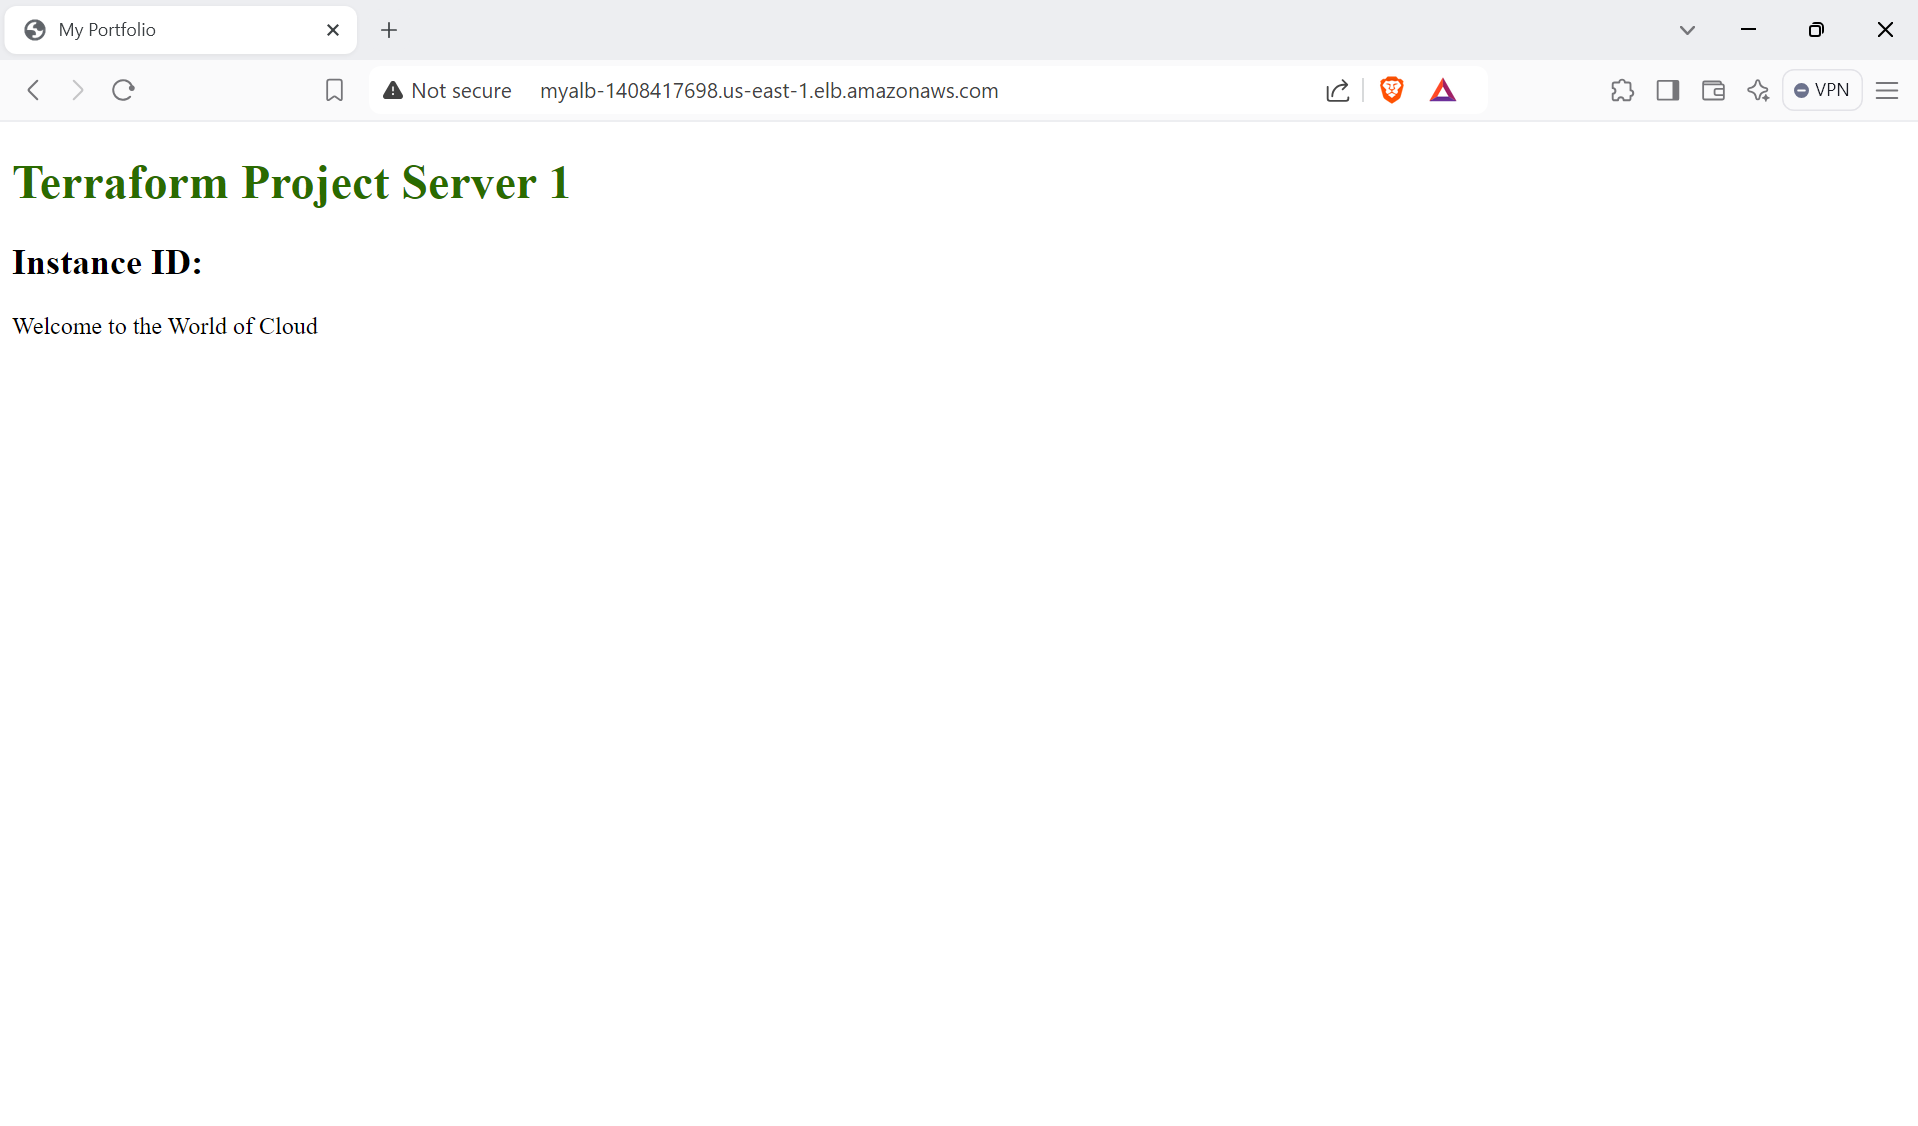 My Portfolio
Not secure myalb-1408417698.us-east-1.elb.amazonaws.com
VPN
Terraform Project Server 1
Instance ID:
Welcome to the World of Cloud